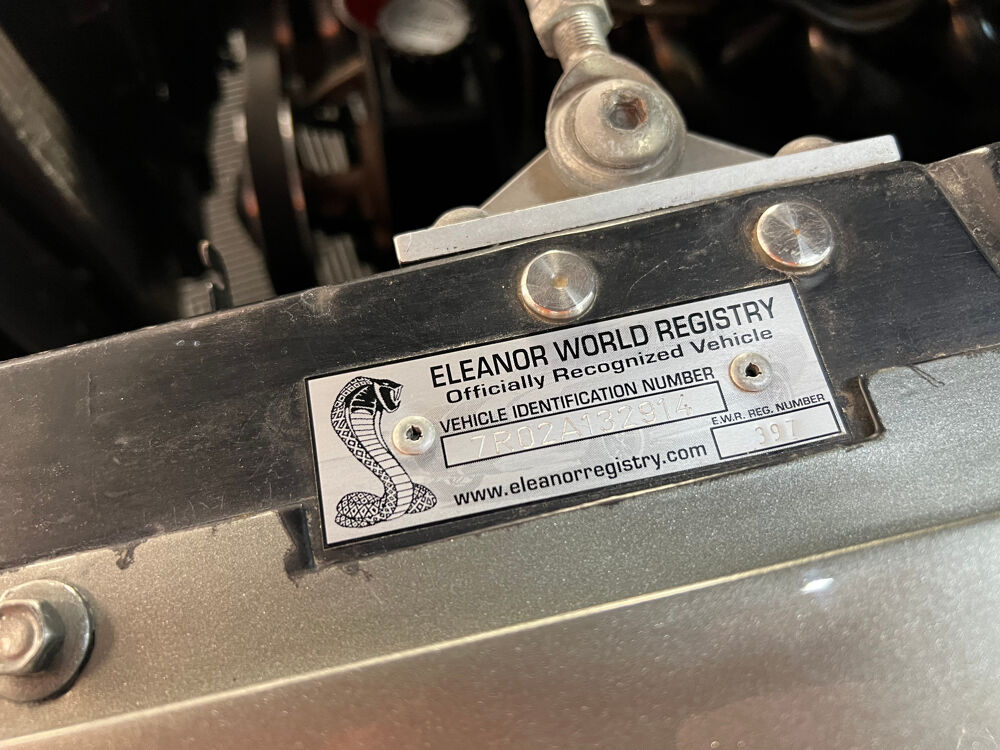 ELEANOR WORLD REGISTRY
Officially Recognized Vehicle
VEHICLE IDENTIFICATION NUMBER
7R02A132914
E.W.R. REG. NUMBER
397
www.eleanorregistry.com